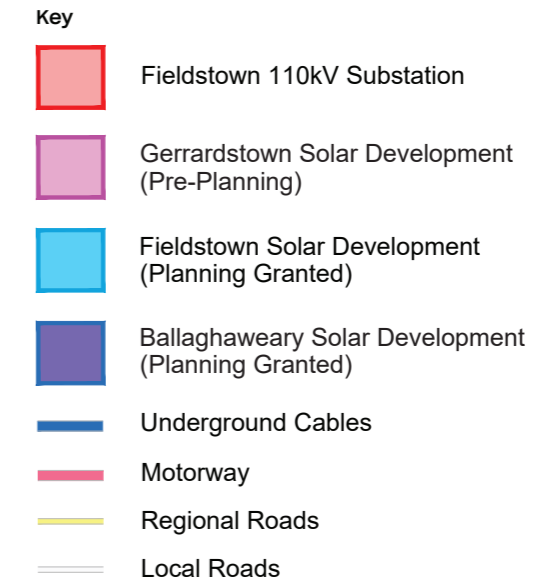 Key
Fieldstown 110kV Substation
Gerrardstown Solar Development
(Pre-Planning)
Fieldstown Solar Development
(Planning Granted)
Ballaghaweary Solar Development
(Planning Granted)
Underground Cables
Motorway
Regional Roads
Local Roads